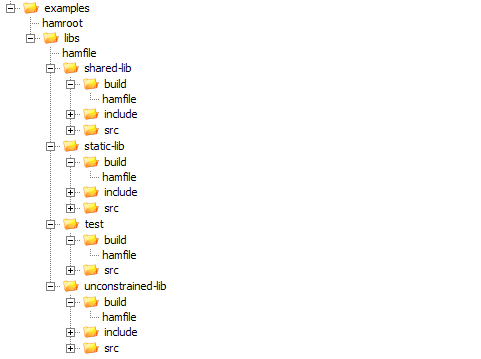 examples
hamroot
libs
hamfile
shared-lib
build
hamfile
include
src
static-lib
build
hamfile
include
src
test
build
hamfile
src
unconstrained-lib
build
hamfile
include
src